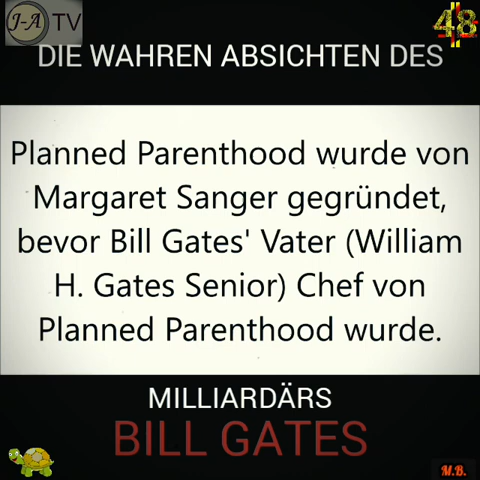 J-A TV
48
DIE WAHREN ABSICHTEN DES
Planned Parenthood wurde von
Margaret Sanger gegründet,
bevor Bill Gates' Vater (William
H. Gates Senior) Chef von
Planned Parenthood wurde.
MILLIARDÄRS
BILL GATES
M.B.